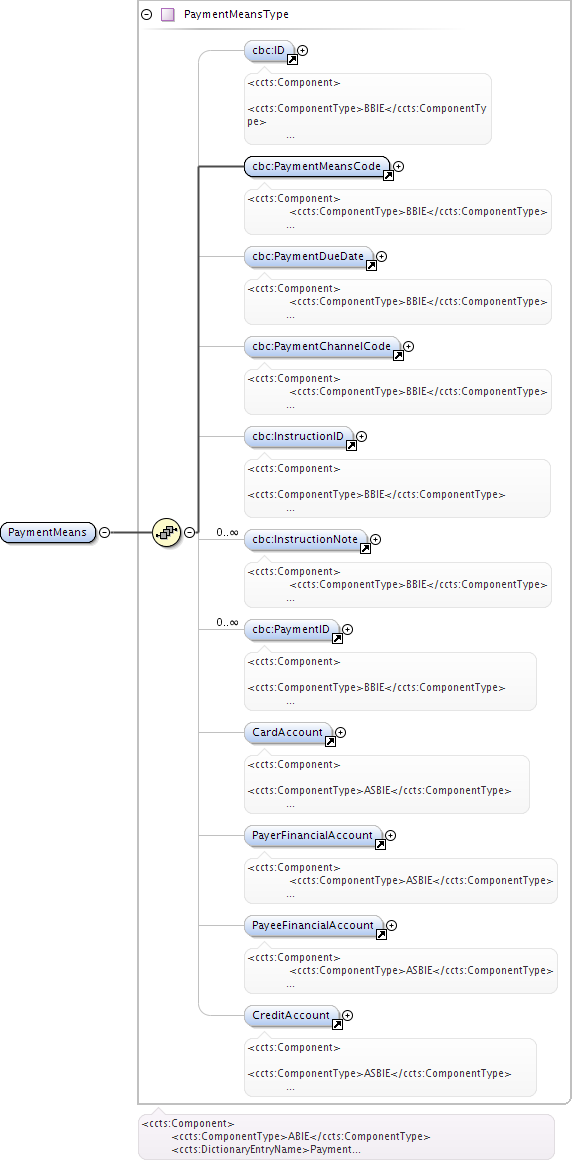 PaymentMeansType
cbc:ID
<ccts:Component>
<ccts:ComponentType>BBIE</ccts:ComponentTy
pe>
...
cbc:PaymentMeansCode
<ccts:Component>
<ccts:ComponentType>BBIE</ccts:ComponentType>
...
cbc:PaymentDueDate
<ccts:Component>
<ccts:ComponentType>BBIE</ccts:ComponentType>
...
cbc:PaymentChannelCode
<ccts:Component>
<ccts:ComponentType>BBIE</ccts:ComponentType>
...
cbc:InstructionID
<ccts:Component>
<ccts:ComponentType>BBIE</ccts:ComponentType>
...
PaymentMeans
0..∞
cbc:InstructionNote
<ccts:Component>
<ccts:ComponentType>BBIE</ccts:ComponentType>
...
0..∞
cbc:PaymentID
<ccts:Component>
<ccts:ComponentType>BBIE</ccts:ComponentType>
...
CardAccount
<ccts:Component>
<ccts:ComponentType>ASBIE</ccts:ComponentType>
...
PayerFinancialAccount
<ccts:Component>
<ccts:ComponentType>ASBIE</ccts:ComponentType>
...
PayeeFinancialAccount
<ccts:Component>
<ccts:ComponentType>ASBIE</ccts:ComponentType>
...
CreditAccount
<ccts:Component>
<ccts:ComponentType>ASBIE</ccts:ComponentType>
...
<ccts:Component>
<ccts:ComponentType>ABIE</ccts:ComponentType>
<ccts:DictionaryEntryName>Payment...